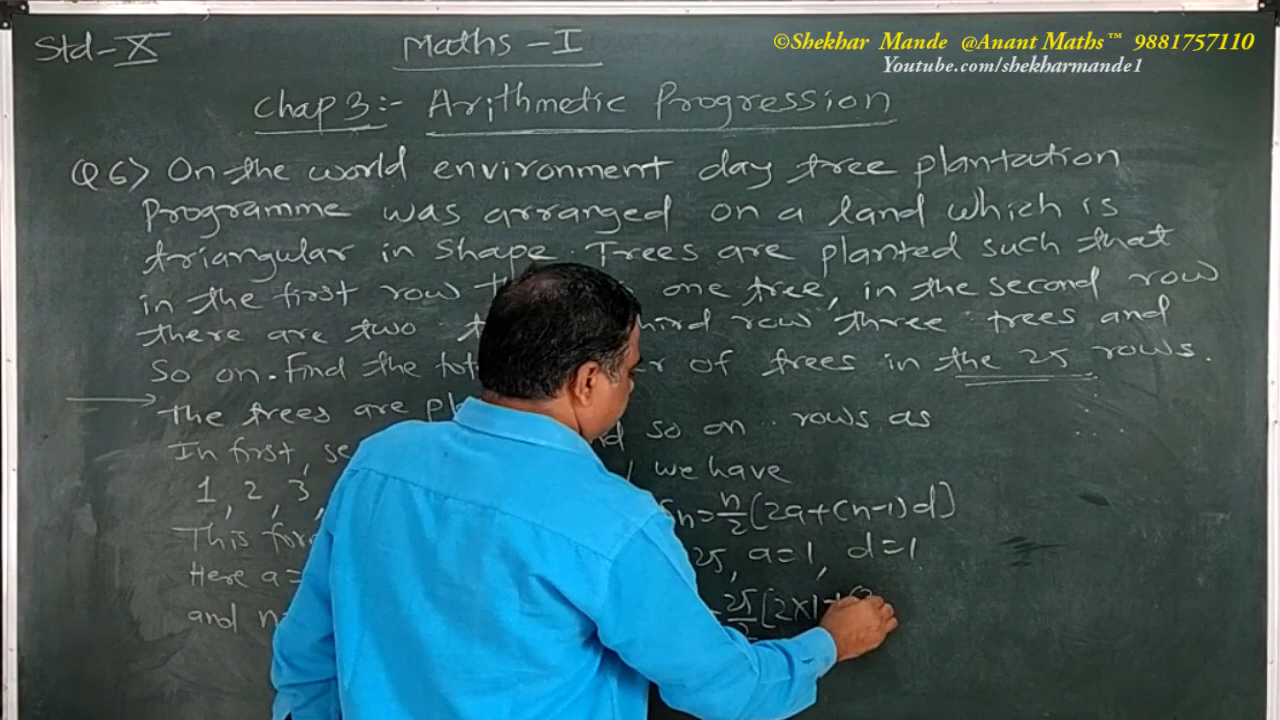 Std-X
Maths-I
©Shekhar Mande @Anant Maths™ 9881757110
Youtube.com/shekharmande1
Chap 3:- Arithmetic Progression
Q6) On the world environment day tree plantation
Programme was arranged on a land which is
triangular in shape. Trees are planted such that
in the first row one tree, in the second row
there are two row three trees and
so on. Find the of trees in the 25 rows.
The trees are so on rows as
In first, we have
1, 2, 3, Sn=n/2[2a+(n-1)d]
This 25, a=1, d=1
Here a=
and 25/2[2×1+